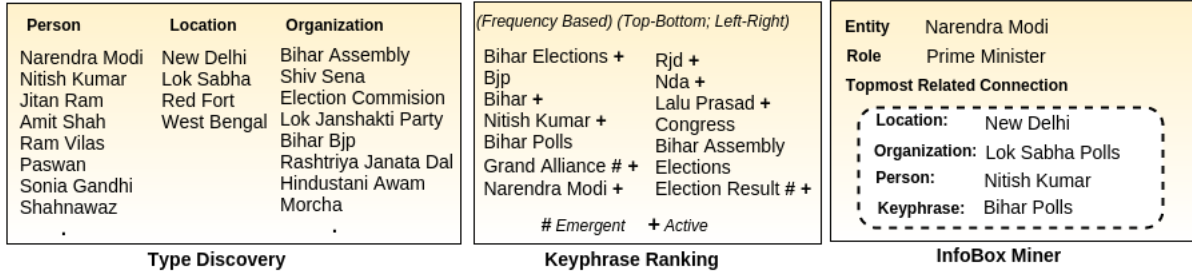 Person
Narendra Modi
Nitish Kumar
Jitan Ram
Amit Shah
Ram Vilas
Paswan
Sonia Gandhi
Shahnawaz
.
Location
New Delhi
Lok Sabha
Red Fort
West Bengal
Organization
Bihar Assembly
Shiv Sena
Election Commision
Lok Janshakti Party
Bihar Bjp
Rashtriya Janata Dal
Hindustani Awam
Morcha
.
Type Discovery
(Frequency Based) (Top-Bottom; Left-Right)
Bihar Elections +
Bjp
Bihar +
Nitish Kumar +
Bihar Polls
Grand Alliance # +
Narendra Modi +
Rjd +
Nda +
Lalu Prasad +
Congress
Bihar Assembly
Elections
Election Result # +
# Emergent + Active
Keyphrase Ranking
Entity Narendra Modi
Role Prime Minister
Topmost Related Connection
Location: New Delhi
Organization: Lok Sabha Polls
Person: Nitish Kumar
Keyphrase: Bihar Polls
InfoBox Miner